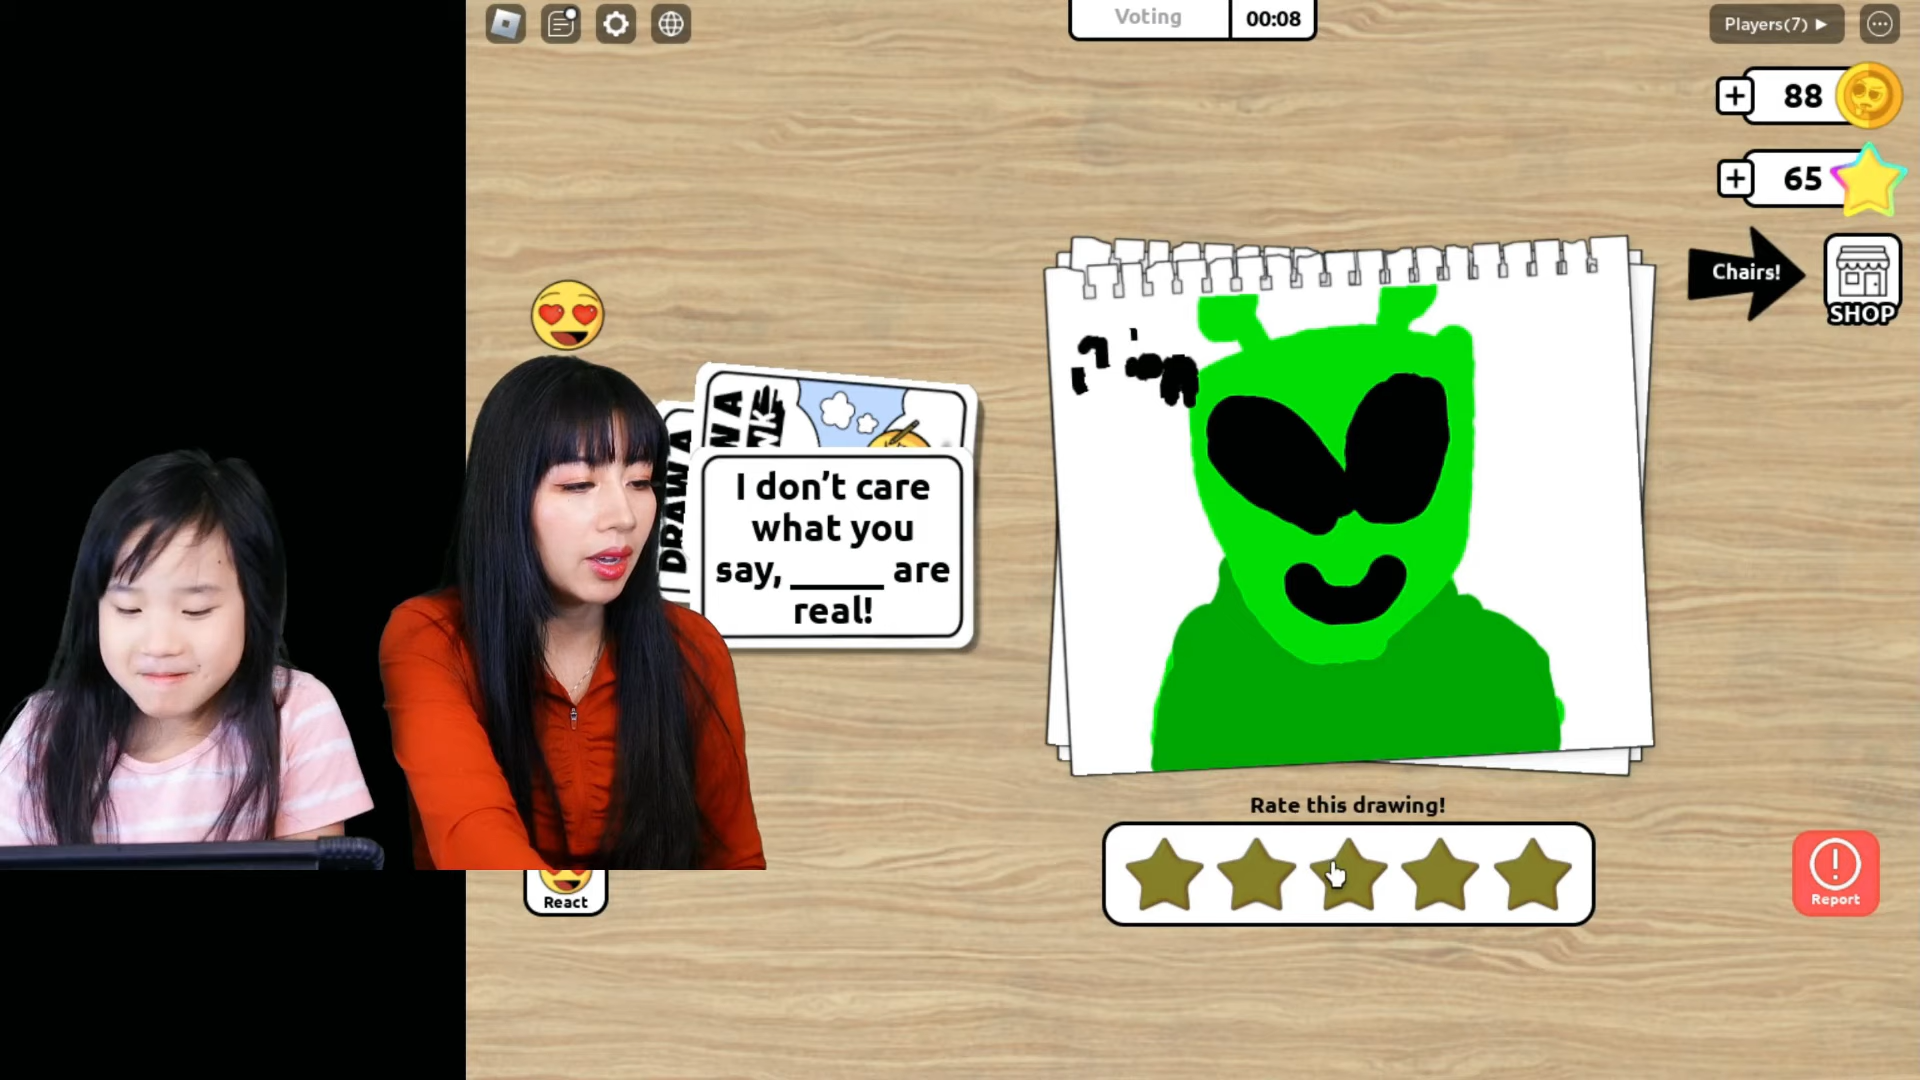 Voting
00:08
Players(7)
88
65
Chairs!
SHOP
DRAW A
I don't care
what you
say, _____ are
real!
Rate this drawing!
React
Report